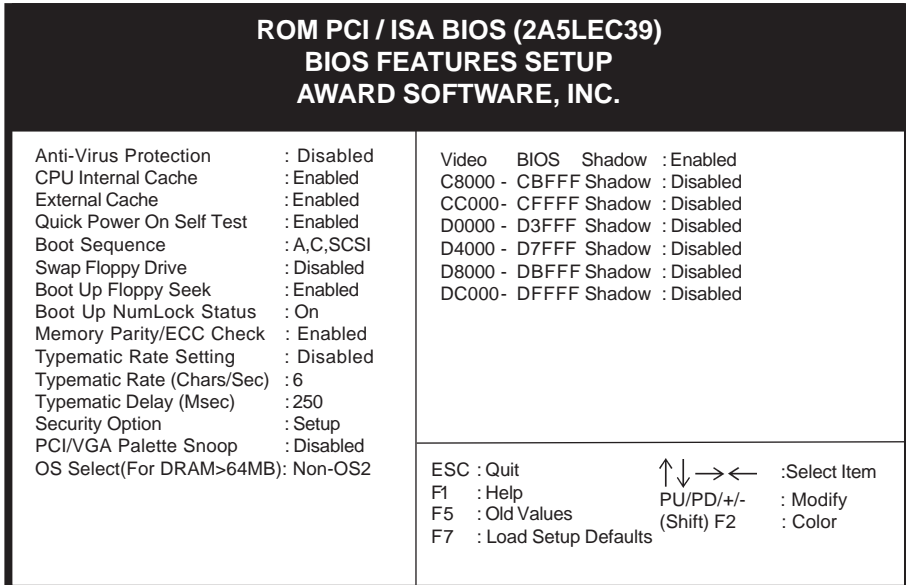 ROM PCI / ISA BIOS (2A5LEC39)
BIOS FEATURES SETUP
AWARD SOFTWARE, INC.
Anti-Virus Protection : Disabled
CPU Internal Cache : Enabled
External Cache : Enabled
Quick Power On Self Test : Enabled
Boot Sequence : A,C,SCSI
Swap Floppy Drive : Disabled
Boot Up Floppy Seek : Enabled
Boot Up NumLock Status : On
Memory Parity/ECC Check : Enabled
Typematic Rate Setting : Disabled
Typematic Rate (Chars/Sec) : 6
Typematic Delay (Msec) : 250
Security Option : Setup
PCI/VGA Palette Snoop : Disabled
OS Select(For DRAM>64MB): Non-OS2
Video BIOS Shadow : Enabled
C8000 - CBFFF Shadow : Disabled
CC000- CFFFF Shadow : Disabled
D0000 - D3FFF Shadow : Disabled
D4000 - D7FFF Shadow : Disabled
D8000 - DBFFF Shadow : Disabled
DC000- DFFFF Shadow : Disabled
ESC : Quit ↑↓→← :Select Item
F1 : Help PU/PD/+/- : Modify
F5 : Old Values (Shift) F2 : Color
F7 : Load Setup Defaults